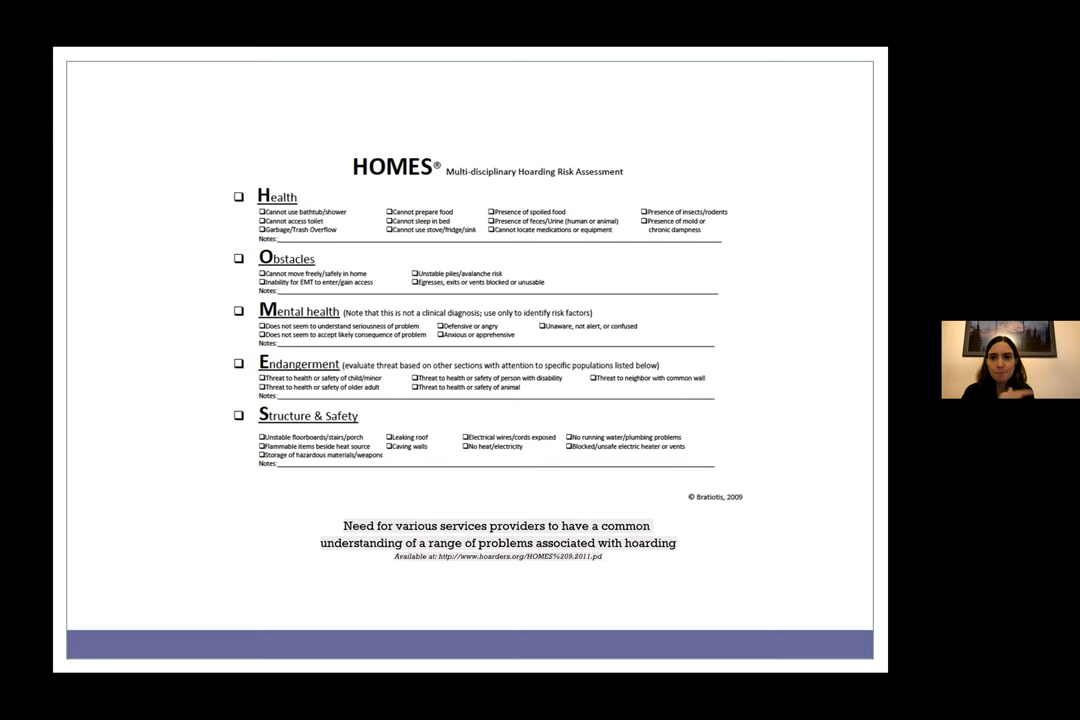 HOMES® Multi-disciplinary Hoarding Risk Assessment
❑ Health
❑Cannot use bathtub/shower ❑Cannot prepare food ❑Presence of spoiled food ❑Presence of insects/rodents
❑Cannot access toilet ❑Cannot sleep in bed ❑Presence of feces/Urine (human or animal) ❑Presence of mold or
❑Garbage/Trash Overflow ❑Cannot use stove/fridge/sink ❑Cannot locate medications or equipment chronic dampness
Notes:
❑ Obstacles
❑Cannot move freely/safely in home ❑Unstable piles/avalanche risk
❑Inability for EMT to enter/gain access ❑Egresses, exits or vents blocked or unusable
Notes:
❑ Mental health (Note that this is not a clinical diagnosis; use only to identify risk factors)
❑Does not seem to understand seriousness of problem ❑Defensive or angry ❑Unaware, not alert, or confused
❑Does not seem to accept likely consequence of problem ❑Anxious or apprehensive
Notes:
❑ Endangerment (evaluate threat based on other sections with attention to specific populations listed below)
❑Threat to health or safety of child/minor ❑Threat to health or safety of person with disability ❑Threat to neighbor with common wall
❑Threat to health or safety of older adult ❑Threat to health or safety of animal
Notes:
❑ Structure & Safety
❑Unstable floorboards/stairs/porch ❑Leaking roof ❑Electrical wires/cords exposed ❑No running water/plumbing problems
❑Flammable items beside heat source ❑Caving walls ❑No heat/electricity ❑Blocked/unsafe electric heater or vents
❑Storage of hazardous materials/weapons
Notes:
© Bratiotis, 2009
Need for various services providers to have a common
understanding of a range of problems associated with hoarding
Available at: http://www.hoarders.org/HOMES%209.2011.pd